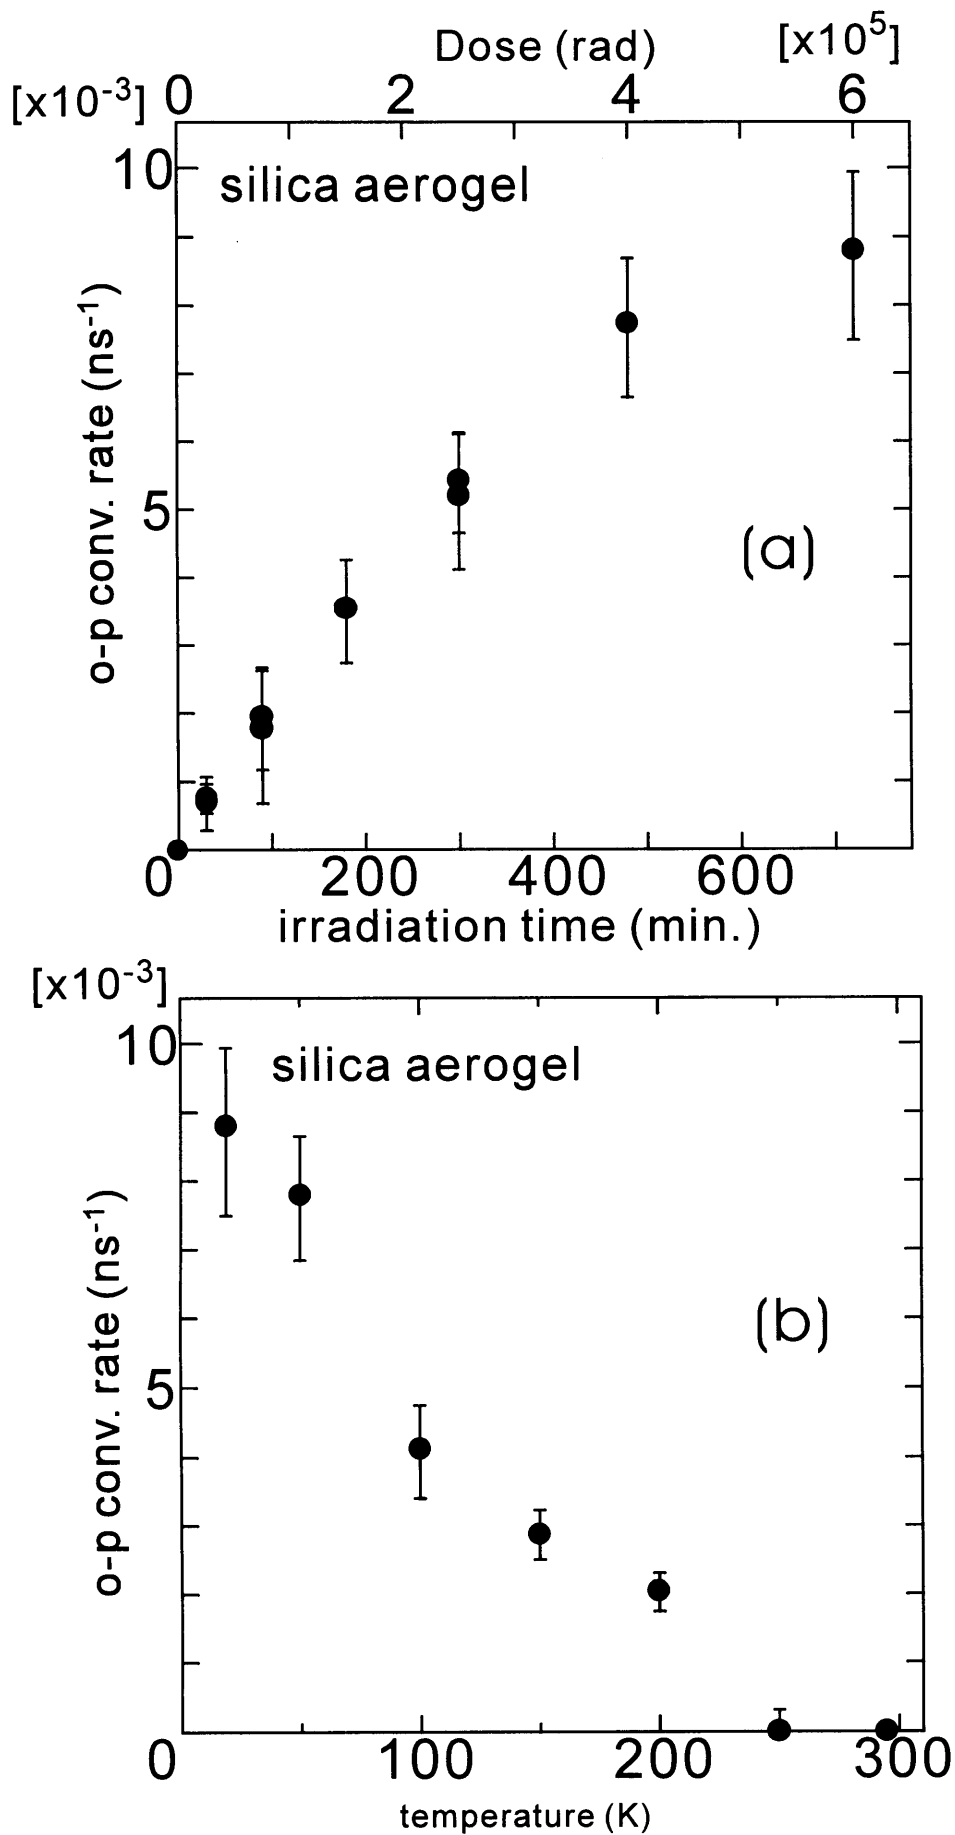 Dose (rad) [x10⁵]
[x10⁻³] 0 2 4 6
10
silica aerogel
o-p conv. rate (ns⁻¹)
5
(a)
0 200 400 600
irradiation time (min.)
[x10⁻³]
10
silica aerogel
o-p conv. rate (ns⁻¹)
(b)
5
0 100 200 300
temperature (K)